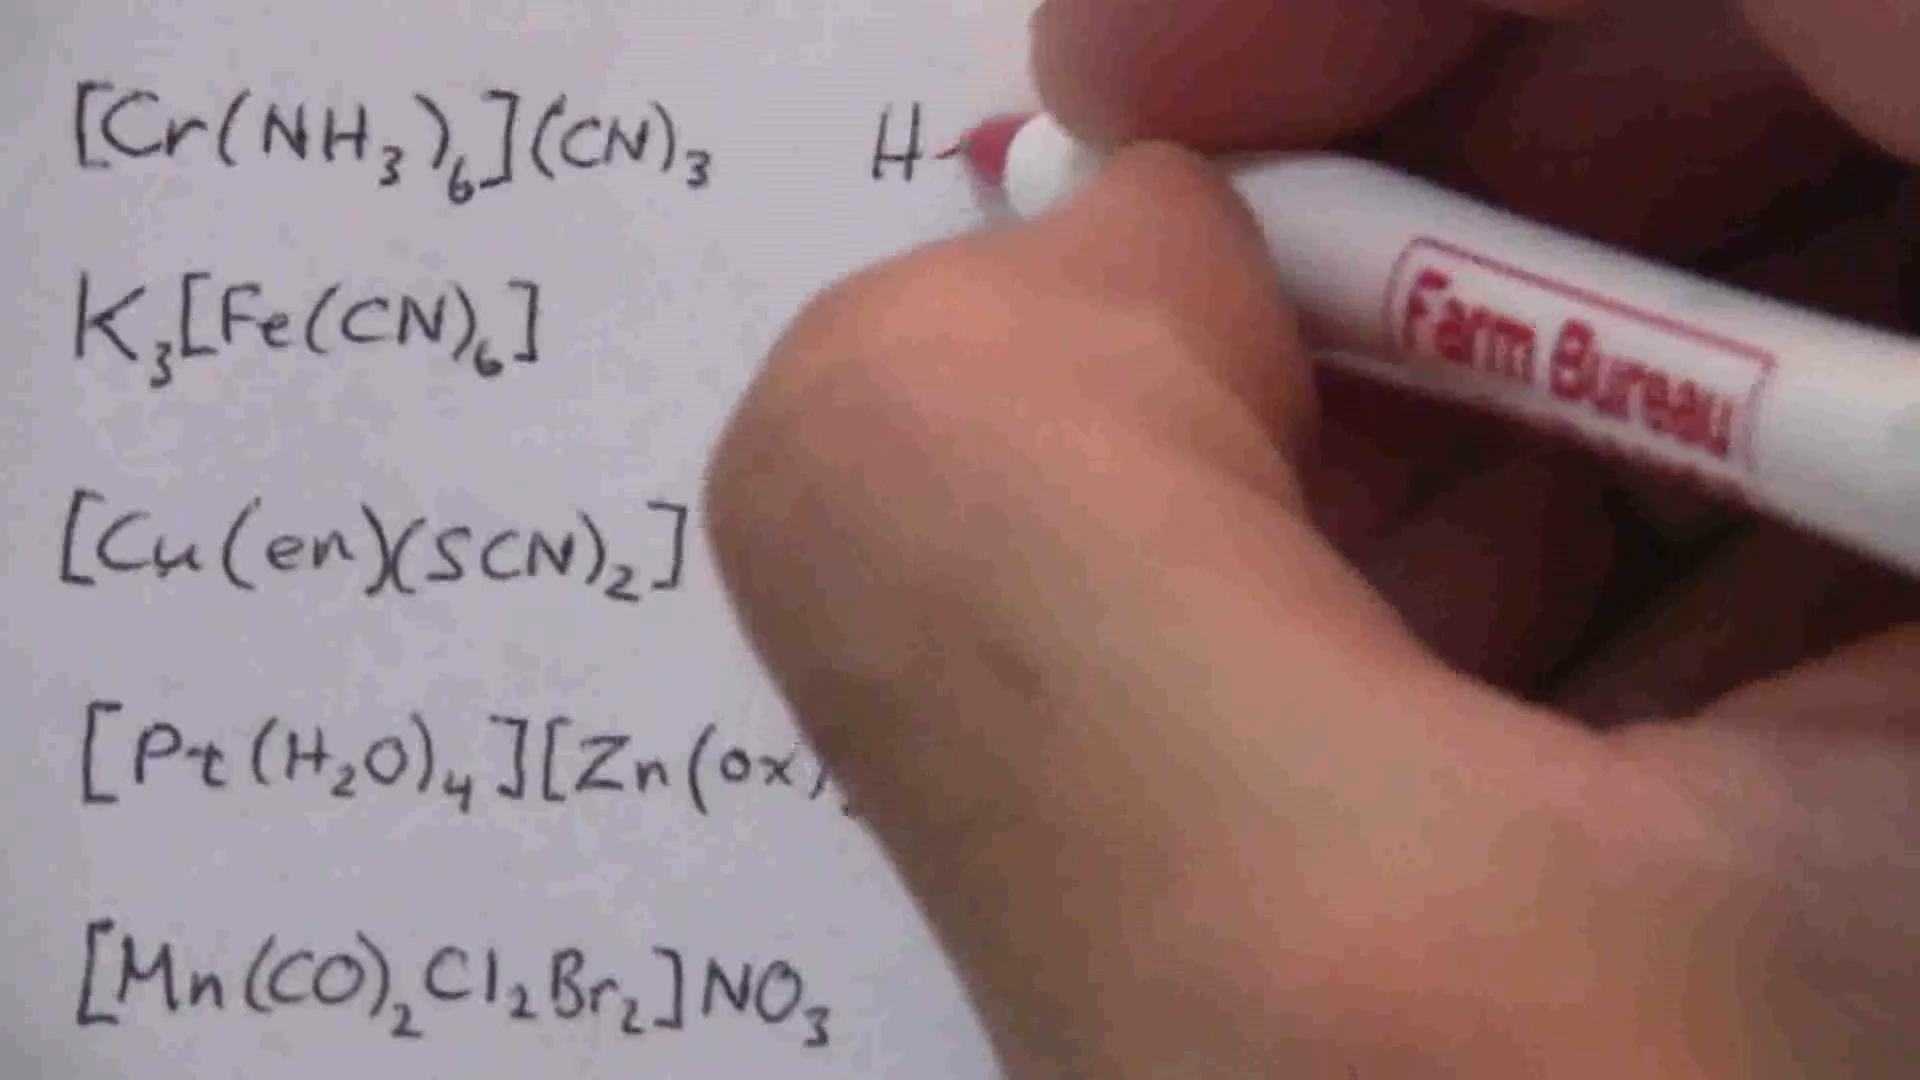 [Cr(NH₃)₆](CN)₃ H
K₃[Fe(CN)₆]
Farm Bureau
[Cu(en)(SCN)₂]
[Pt(H₂O)₄][Zn(ox)
[Mn(CO)₂Cl₂Br₂]NO₃